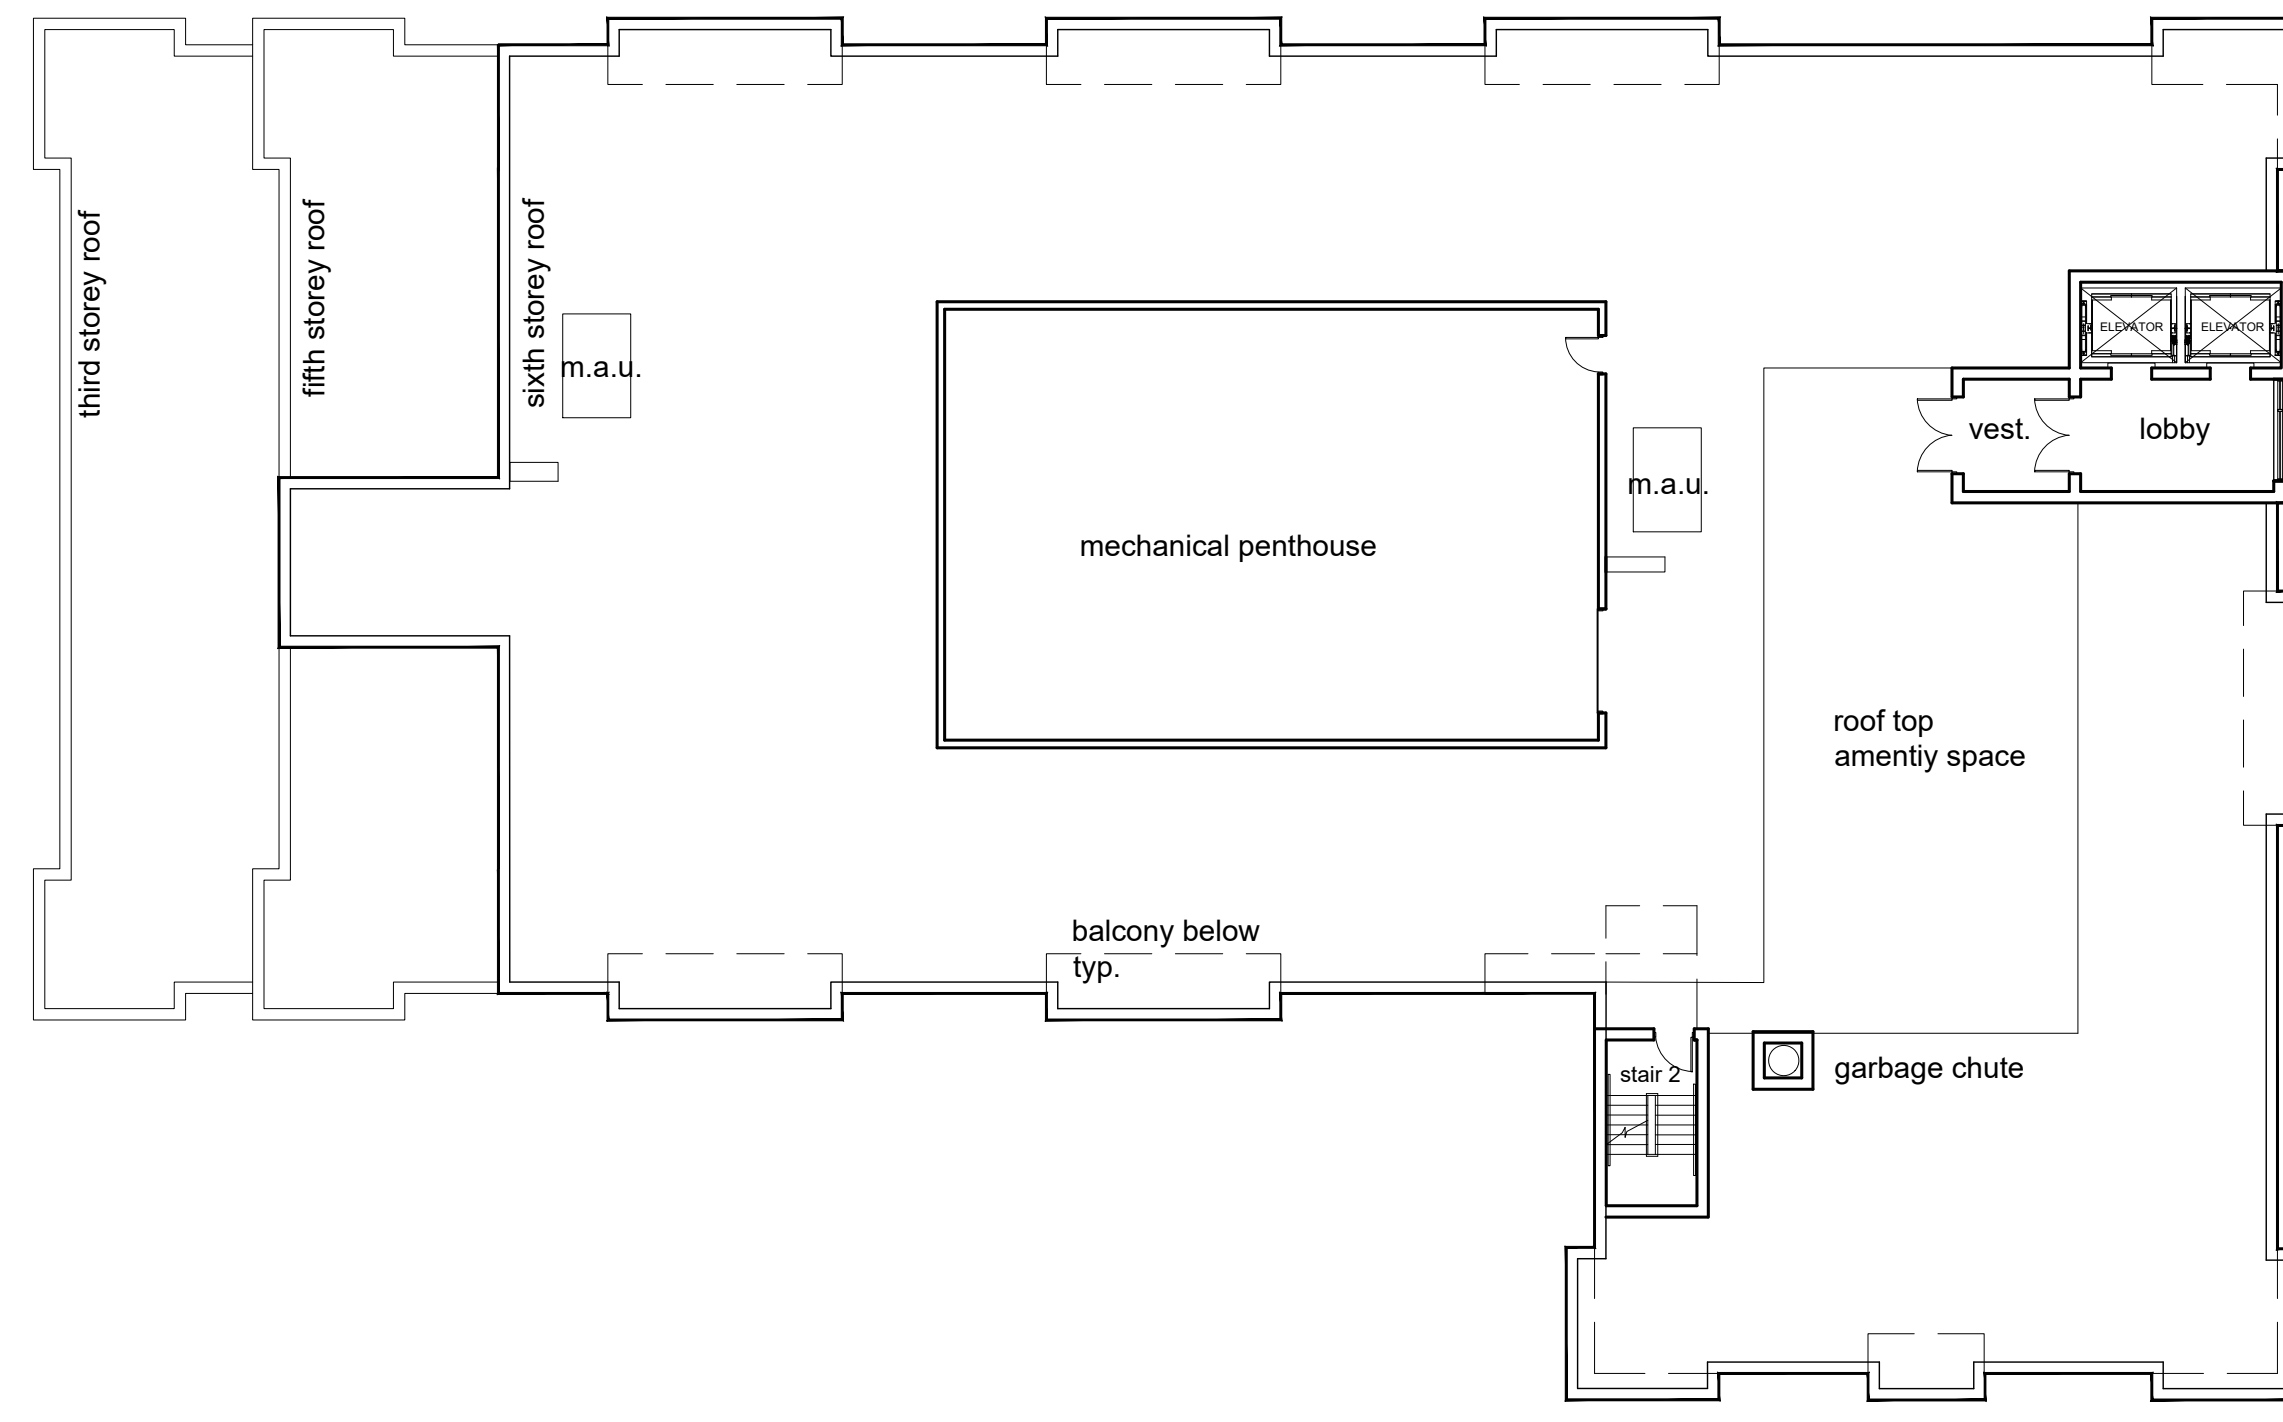 third storey roof
fifth storey roof
sixth storey roof
m.a.u.
ELEVATOR
ELEVATOR
vest.
lobby
m.a.u.
mechanical penthouse
roof top
amentiy space
balcony below
typ.
stair 2
garbage chute